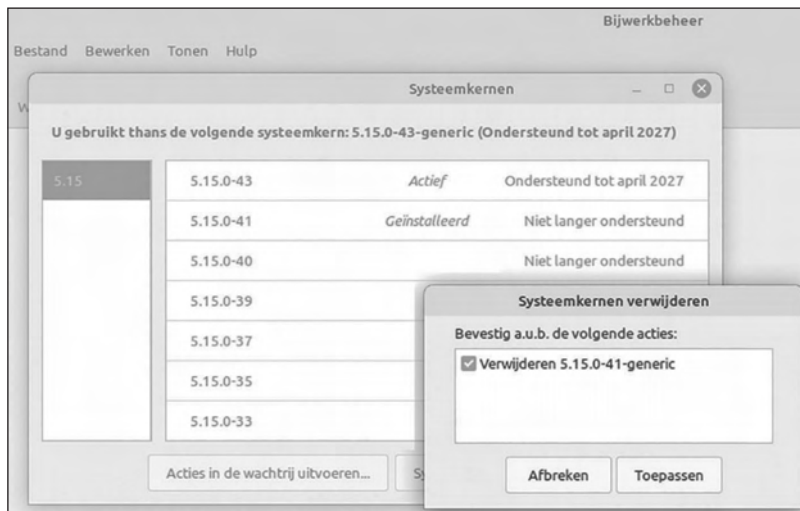 Bijwerkbeheer
Bestand Bewerken Tonen Hulp
Systeemkernen
U gebruikt thans de volgende systeemkern: 5.15.0-43-generic (Ondersteund tot april 2027)
5.15
5.15.0-43 Actief Ondersteund tot april 2027
5.15.0-41 Geïnstalleerd Niet langer ondersteund
5.15.0-40 Niet langer ondersteund
5.15.0-39
5.15.0-37
5.15.0-35
5.15.0-33
Acties in de wachtrij uitvoeren...
Systeemkernen verwijderen
Bevestig a.u.b. de volgende acties:
Verwijderen 5.15.0-41-generic
Afbreken Toepassen